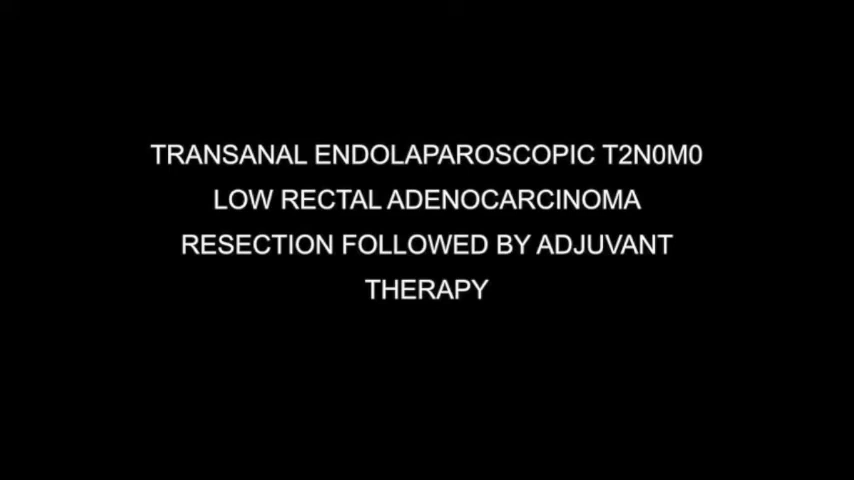 TRANSANAL ENDOLAPAROSCOPIC T2N0M0
LOW RECTAL ADENOCARCINOMA
RESECTION FOLLOWED BY ADJUVANT
THERAPY